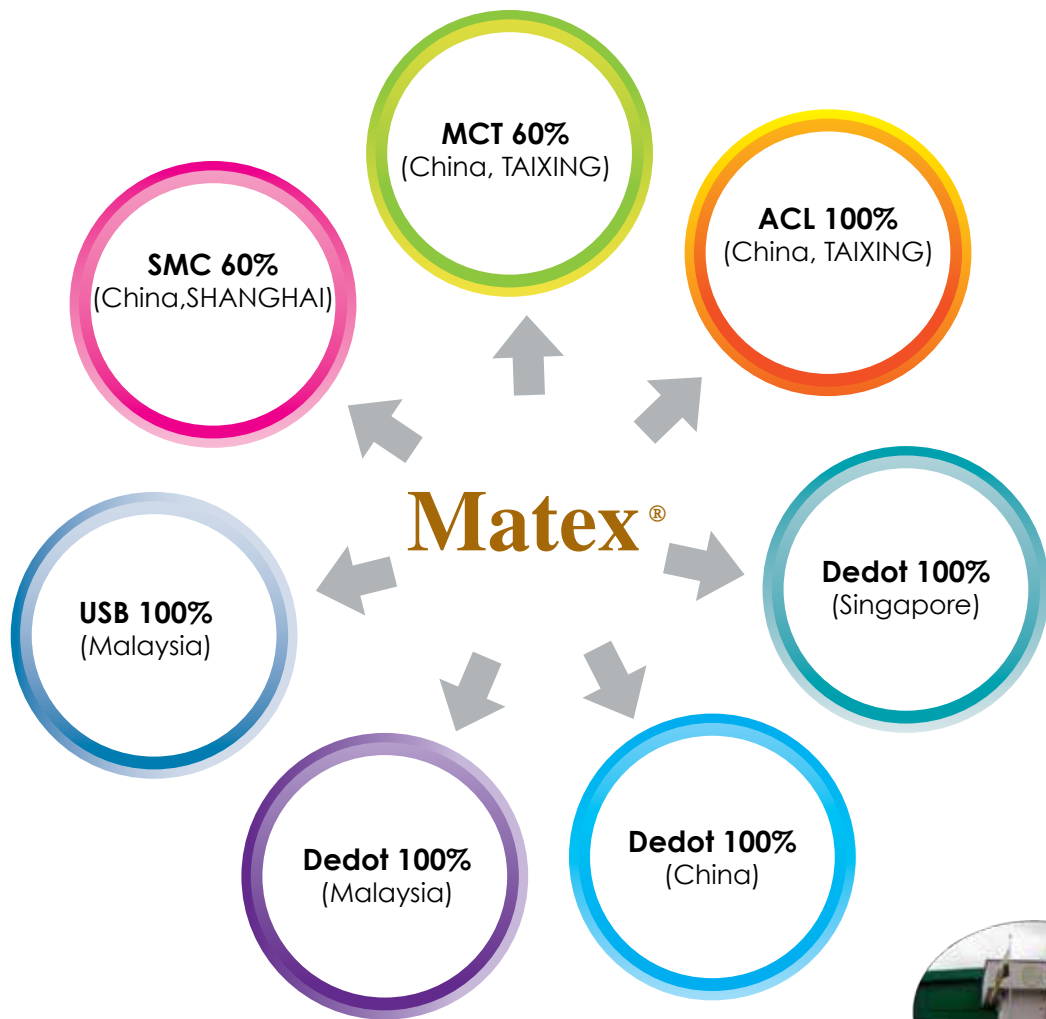 MCT 60%
(China, TAIXING)
ACL 100%
(China, TAIXING)
SMC 60%
(China,SHANGHAI)
Matex ®
Dedot 100%
(Singapore)
USB 100%
(Malaysia)
Dedot 100%
(Malaysia)
Dedot 100%
(China)